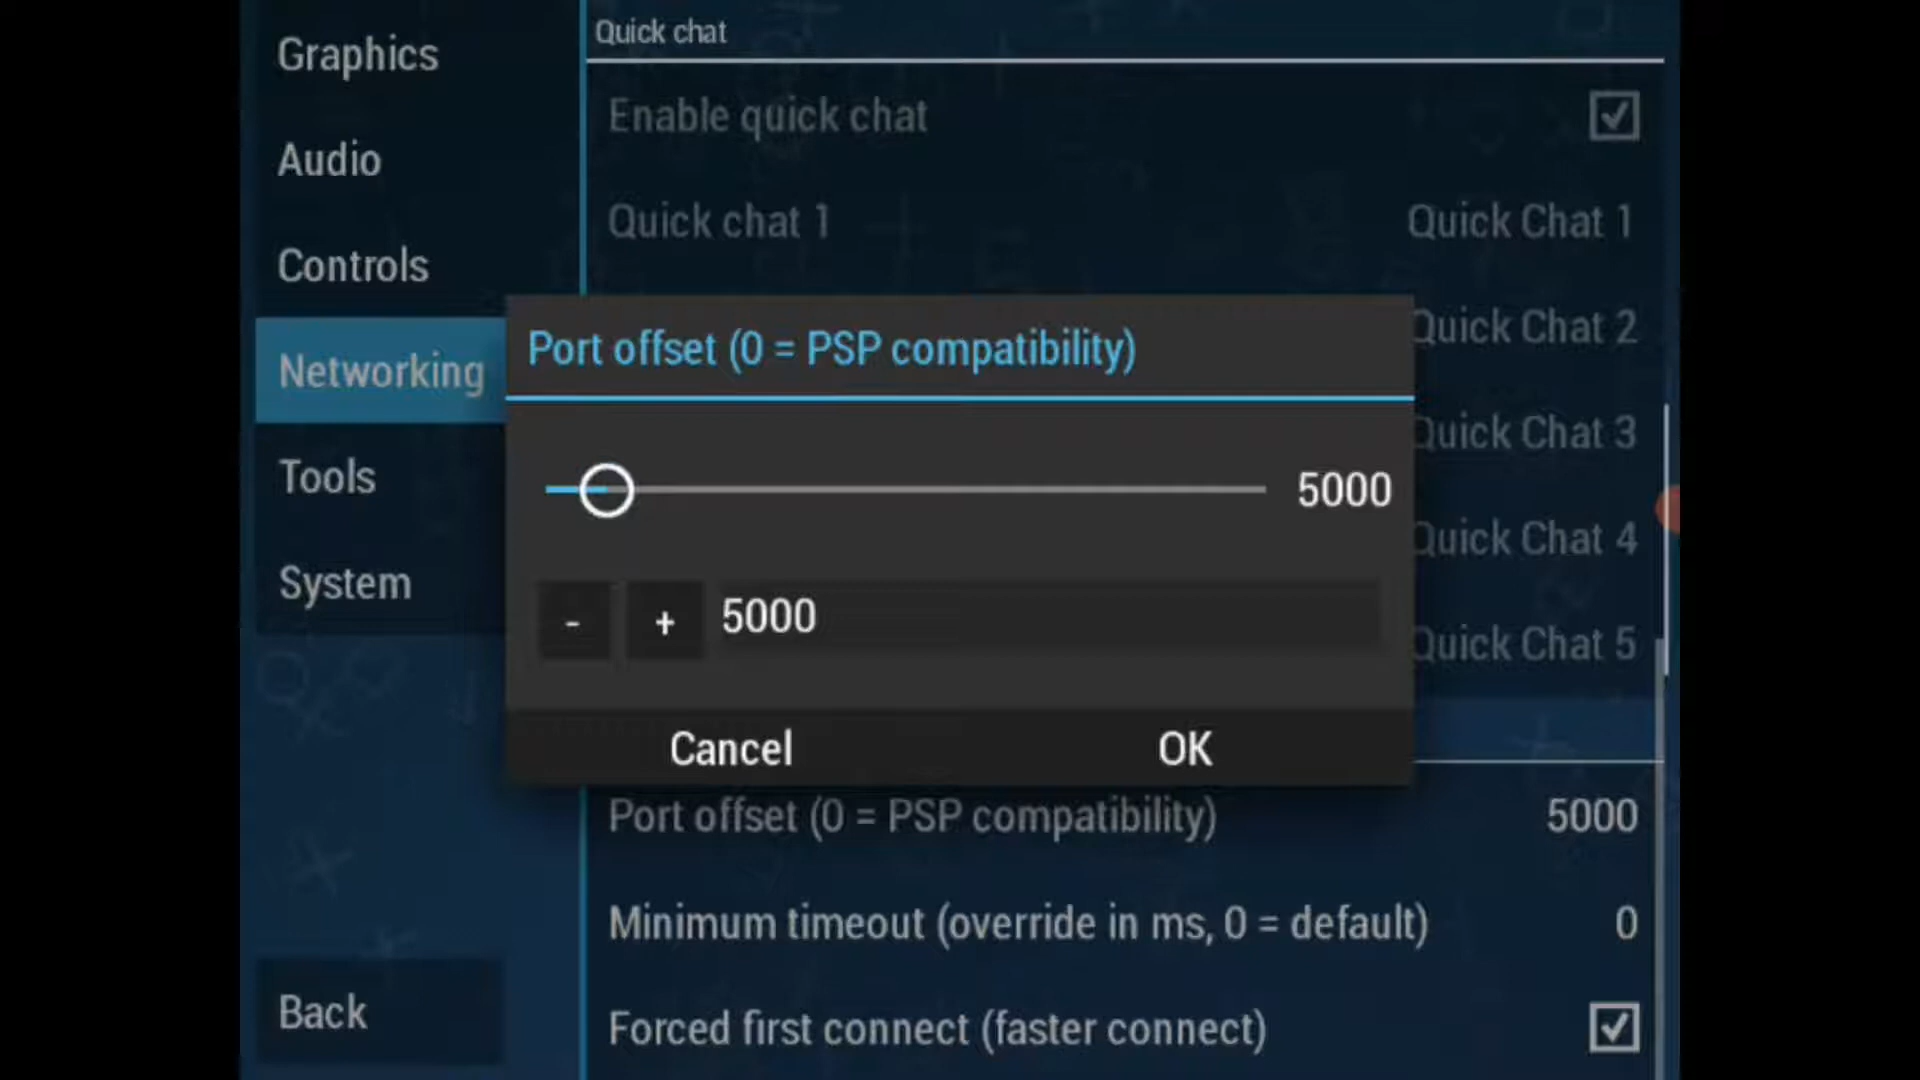 Graphics
Audio
Controls
Networking
Tools
System
Back
Quick chat
Enable quick chat
Quick chat 1 Quick Chat 1
Quick Chat 2
Quick Chat 3
Quick Chat 4
Quick Chat 5
Port offset (0 = PSP compatibility)
5000
- + 5000
Cancel OK
Port offset (0 = PSP compatibility) 5000
Minimum timeout (override in ms, 0 = default) 0
Forced first connect (faster connect)